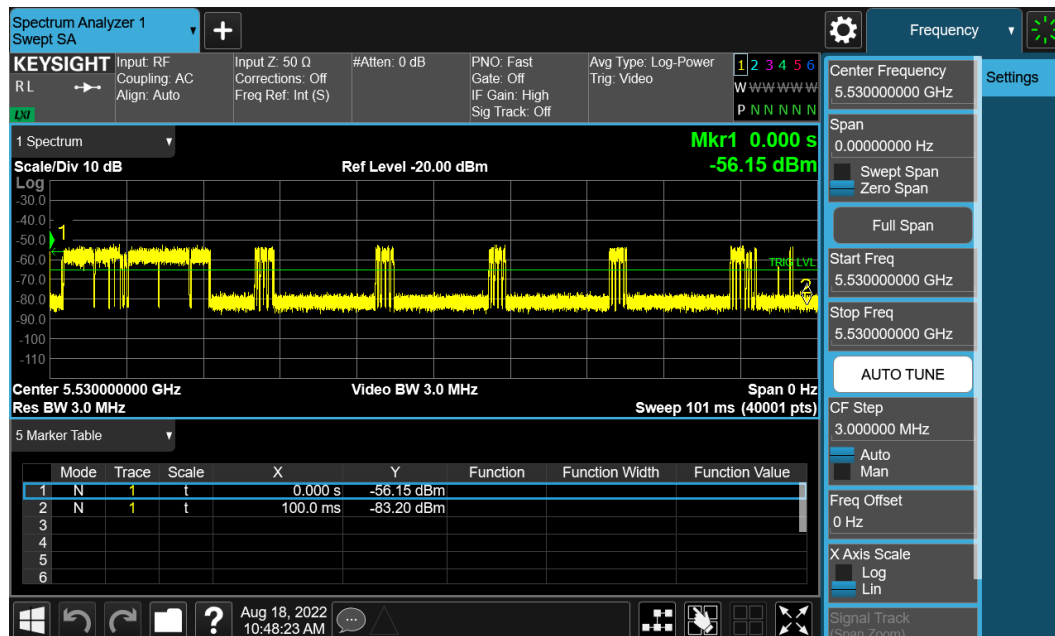 Spectrum Analyzer 1
Swept SA
Frequency
KEYSIGHT
R L
LXI
Input: RF
Coupling: AC
Align: Auto
Input Z: 50 Ω
Corrections: Off
Freq Ref: Int (S)
#Atten: 0 dB
PNO: Fast
Gate: Off
IF Gain: High
Sig Track: Off
Avg Type: Log-Power
Trig: Video
1 2 3 4 5 6
W W W W W W
P N N N N N
Center Frequency
5.530000000 GHz
Settings
Span
0.00000000 Hz
Swept Span
Zero Span
Full Span
Start Freq
5.530000000 GHz
Stop Freq
5.530000000 GHz
AUTO TUNE
CF Step
3.000000 MHz
Auto
Man
Freq Offset
0 Hz
X Axis Scale
Log
Lin
Signal Track
(Span Zoom)
1 Spectrum
Mkr1 0.000 s
Scale/Div 10 dB
Ref Level -20.00 dBm
-56.15 dBm
Log
-30.0
-40.0
-50.0
-60.0
-70.0
-80.0
-90.0
-100
-110
1
TRIG LVL
2
Center 5.530000000 GHz
Video BW 3.0 MHz
Span 0 Hz
Res BW 3.0 MHz
Sweep 101 ms (40001 pts)
5 Marker Table
Mode Trace Scale X Y Function Function Width Function Value
1 N 1 t 0.000 s -56.15 dBm
2 N 1 t 100.0 ms -83.20 dBm
3
4
5
6
?
Aug 18, 2022
10:48:23 AM